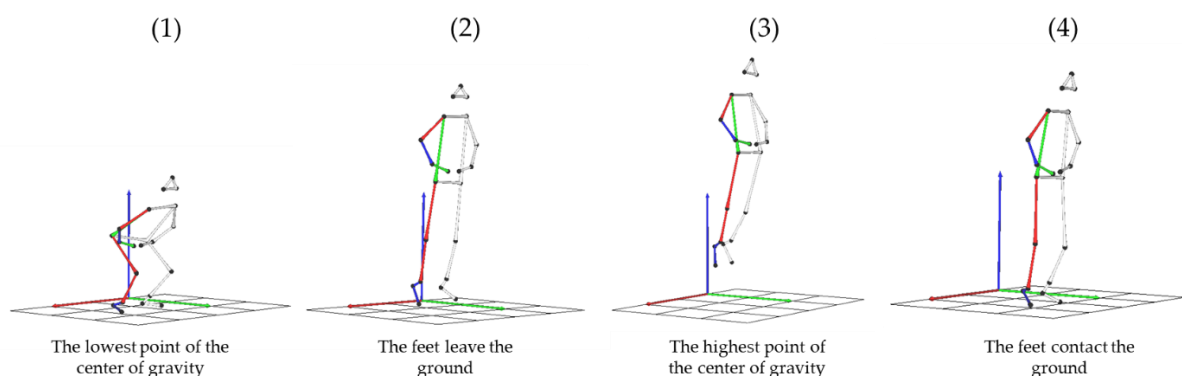 (1)
(2)
(3)
(4)
The lowest point of the
center of gravity
The feet leave the
ground
The highest point of
the center of gravity
The feet contact the
ground